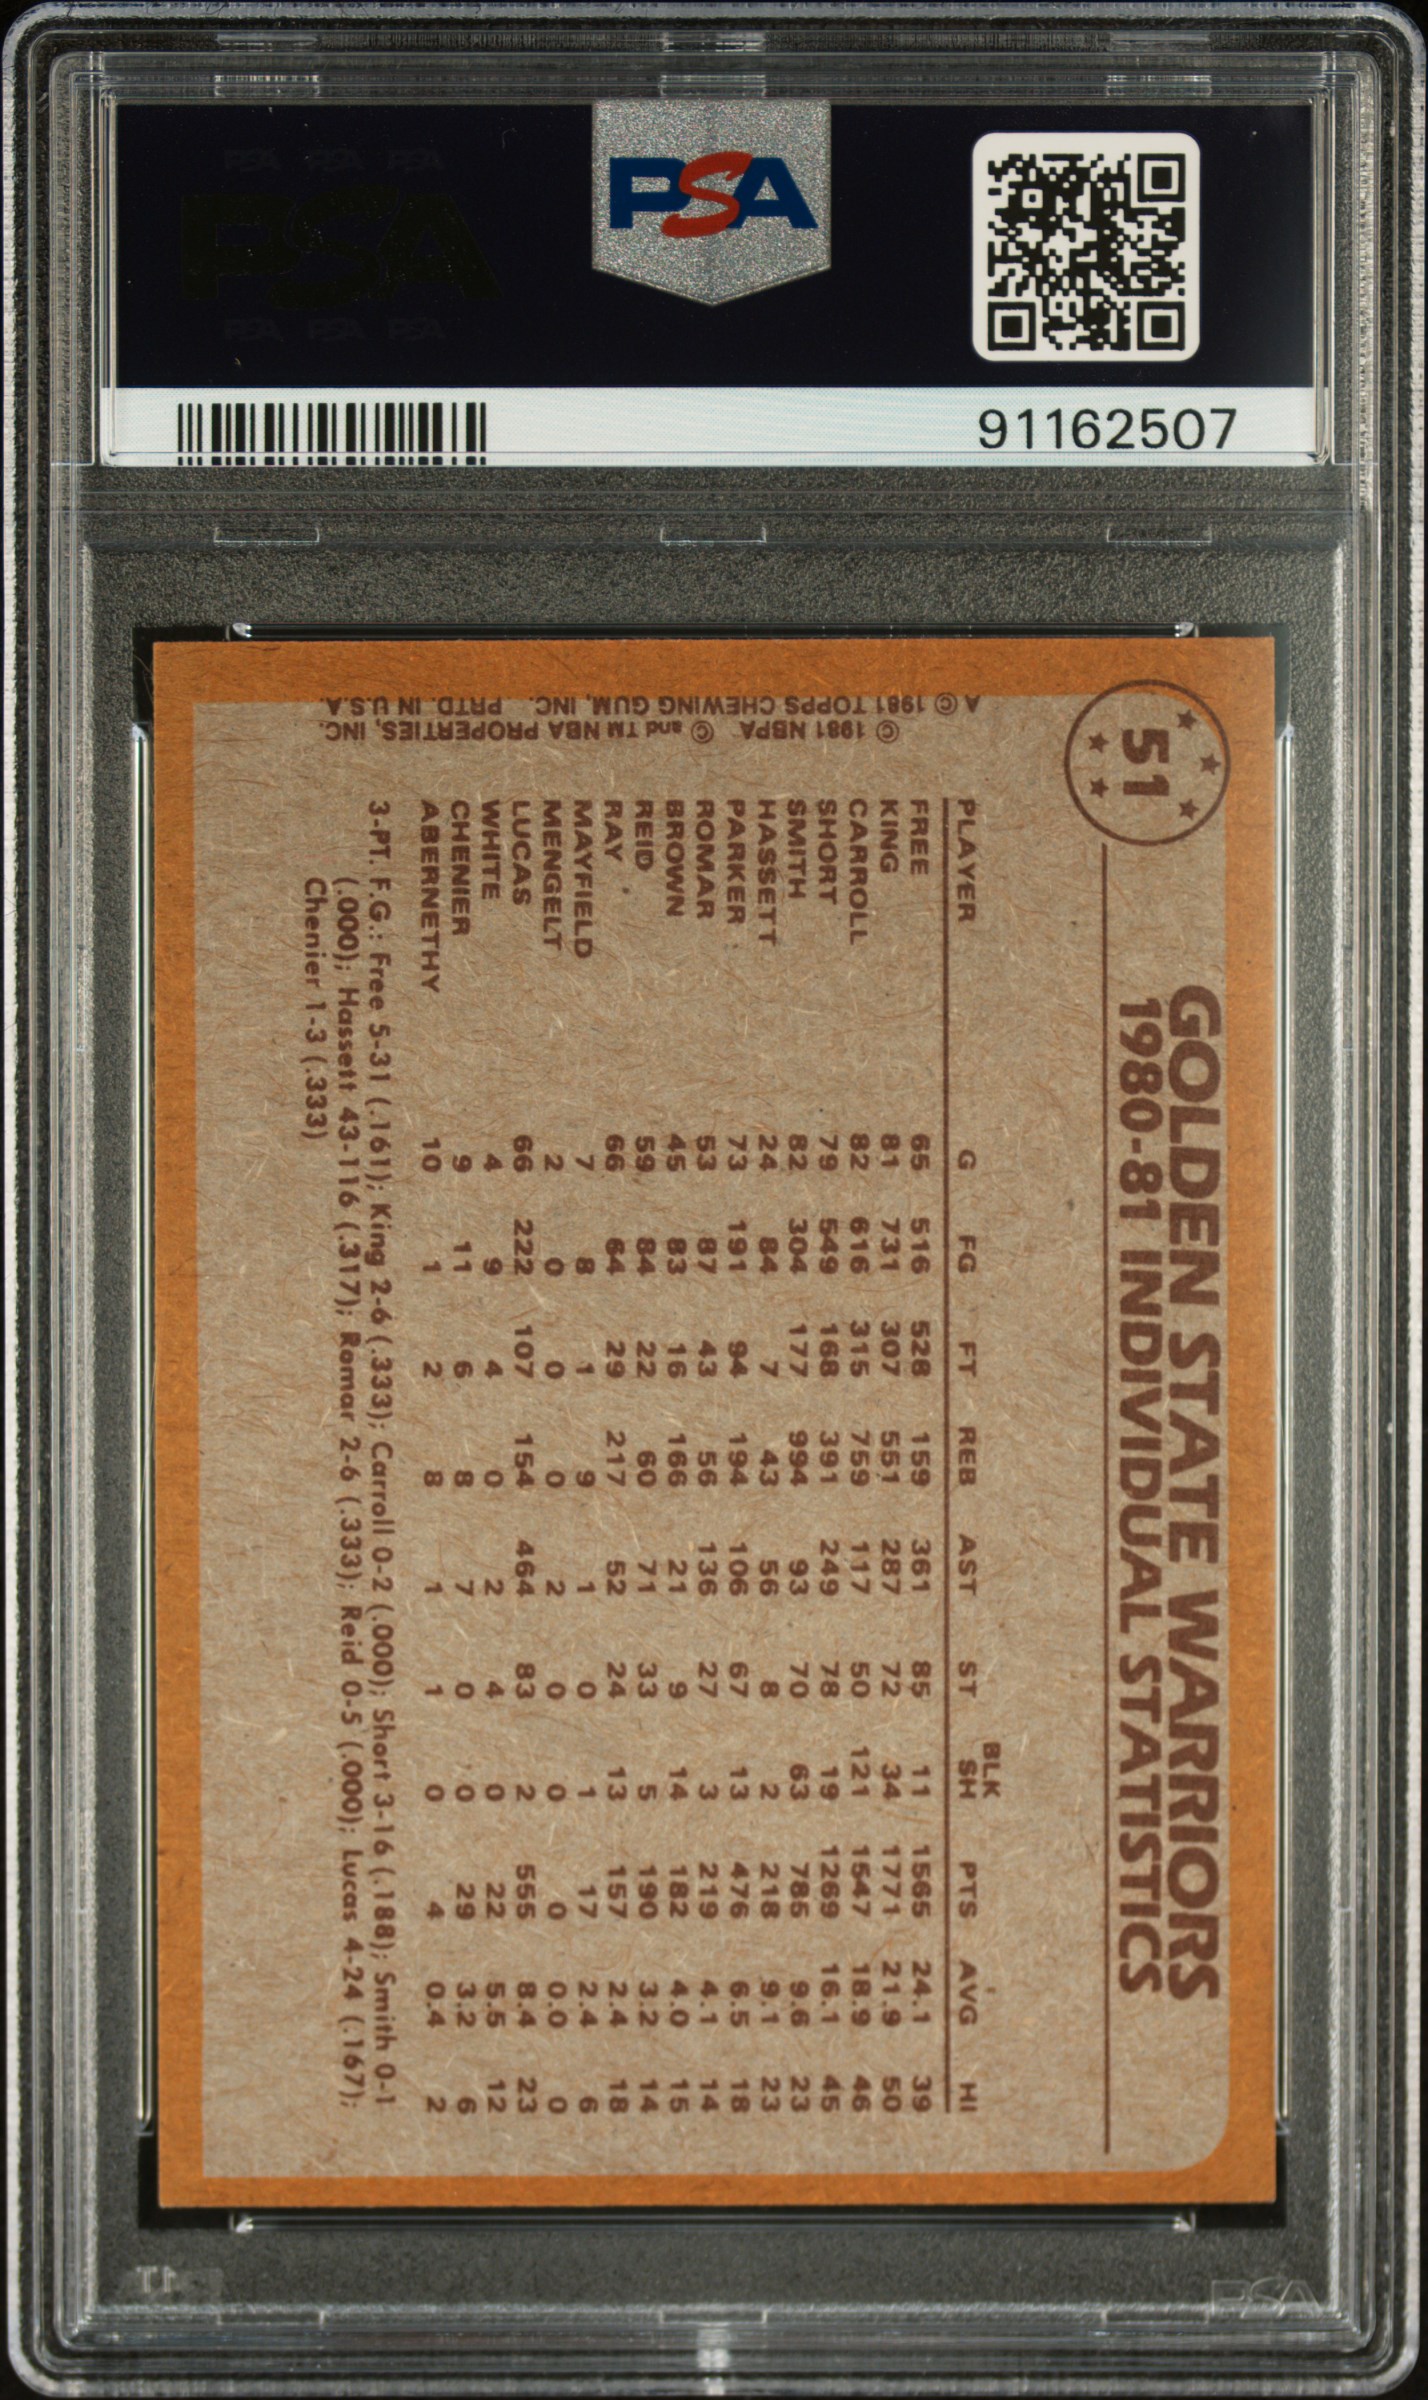 PSA PSA PSA
PSA
PSA PSA PSA
PSA
91162507
51
GOLDEN STATE WARRIORS
1980-81 INDIVIDUAL STATISTICS
BLK
PLAYER G FG FT REB AST ST SH PTS AVG HI
FREE 65 516 528 159 361 85 11 1565 24.1 39
KING 81 731 307 551 287 72 34 1771 21.9 50
CARROLL 82 616 315 759 117 50 121 1547 18.9 46
SHORT 79 549 168 391 249 78 19 1269 16.1 45
SMITH 82 304 177 994 93 70 63 785 9.6 23
HASSETT 24 84 7 43 56 8 2 218 9.1 23
PARKER 73 191 94 194 106 67 13 476 6.5 18
ROMAR 53 87 43 56 136 27 3 219 4.1 14
BROWN 45 83 16 166 21 9 14 182 4.0 15
REID 59 84 22 60 71 33 5 190 3.2 14
RAY 66 64 29 217 52 24 13 157 2.4 18
MAYFIELD 7 8 1 9 1 0 1 17 2.4 6
MENGELT 2 0 0 0 2 0 0 0 0.0 0
LUCAS 66 222 107 154 464 83 2 555 8.4 23
WHITE 4 9 4 0 2 4 0 22 5.5 12
CHENIER 9 11 6 8 7 0 0 29 3.2 6
ABERNETHY 10 1 2 8 1 1 0 4 0.4 2
3-PT. F.G.: Free 5-31 (.161); King 2-6 (.333); Carroll 0-2 (.000); Short 3-16 (.188); Smith 0-1
(.000); Hassett 43-116 (.317); Romar 2-6 (.333); Reid 0-5 (.000); Lucas 4-24 (.167);
Chenier 1-3 (.333)
© 1981 NBPA © and TM NBA PROPERTIES, INC.
A © 1981 TOPPS CHEWING GUM, INC. PRTD. IN U.S.A.
PSA